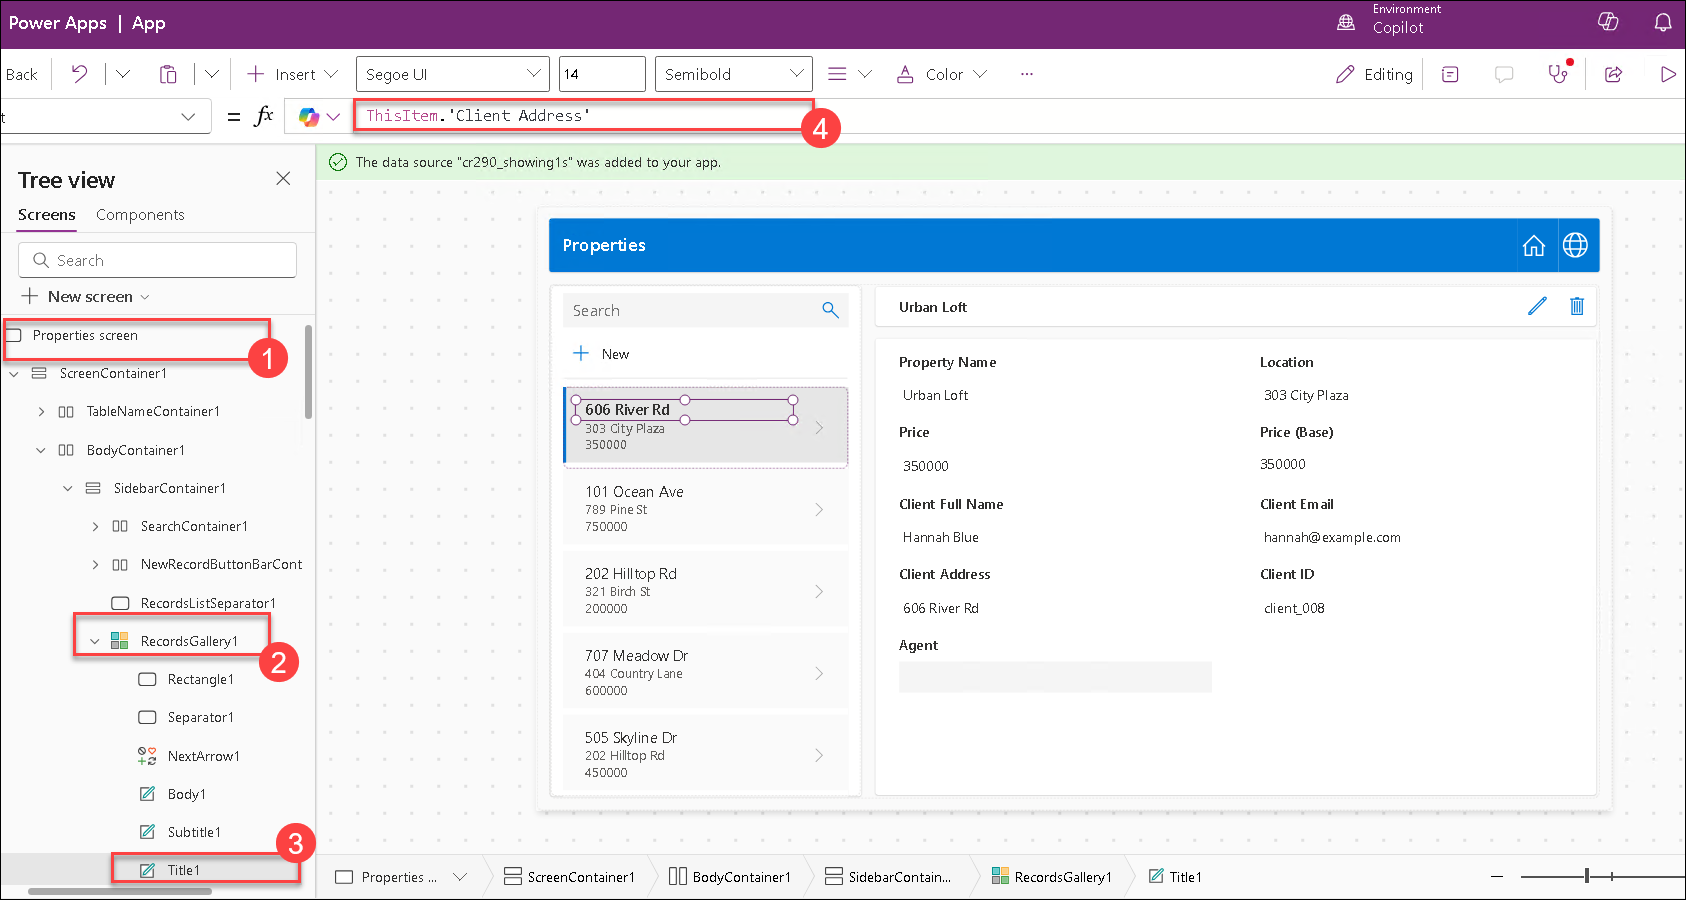 Power Apps | App
Environment
Copilot
Back
Insert
Segoe UI
14
Semibold
Color
...
Editing
t
= fx
ThisItem.'Client Address'
4
The data source "cr290_showing1s" was added to your app.
Tree view
Screens
Components
Search
New screen
Properties screen
1
ScreenContainer1
TableNameContainer1
BodyContainer1
SidebarContainer1
SearchContainer1
NewRecordButtonBarCont
RecordsListSeparator1
RecordsGallery1
2
Rectangle1
Separator1
NextArrow1
Body1
Subtitle1
3
Title1
Properties
Search
New
606 River Rd
303 City Plaza
350000
101 Ocean Ave
789 Pine St
750000
202 Hilltop Rd
321 Birch St
200000
707 Meadow Dr
404 Country Lane
600000
505 Skyline Dr
202 Hilltop Rd
450000
Urban Loft
Property Name
Location
Urban Loft
303 City Plaza
Price
Price (Base)
350000
350000
Client Full Name
Client Email
Hannah Blue
hannah@example.com
Client Address
Client ID
606 River Rd
client_008
Agent
Properties ...
ScreenContainer1
BodyContainer1
SidebarContain...
RecordsGallery1
Title1